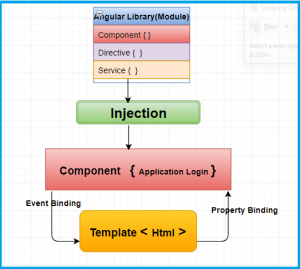 Angular Library(Module)
Component { }
Directive { }
Service { }
Injection
Component { Application Login }
Event Binding
Property Binding
Template < Html >